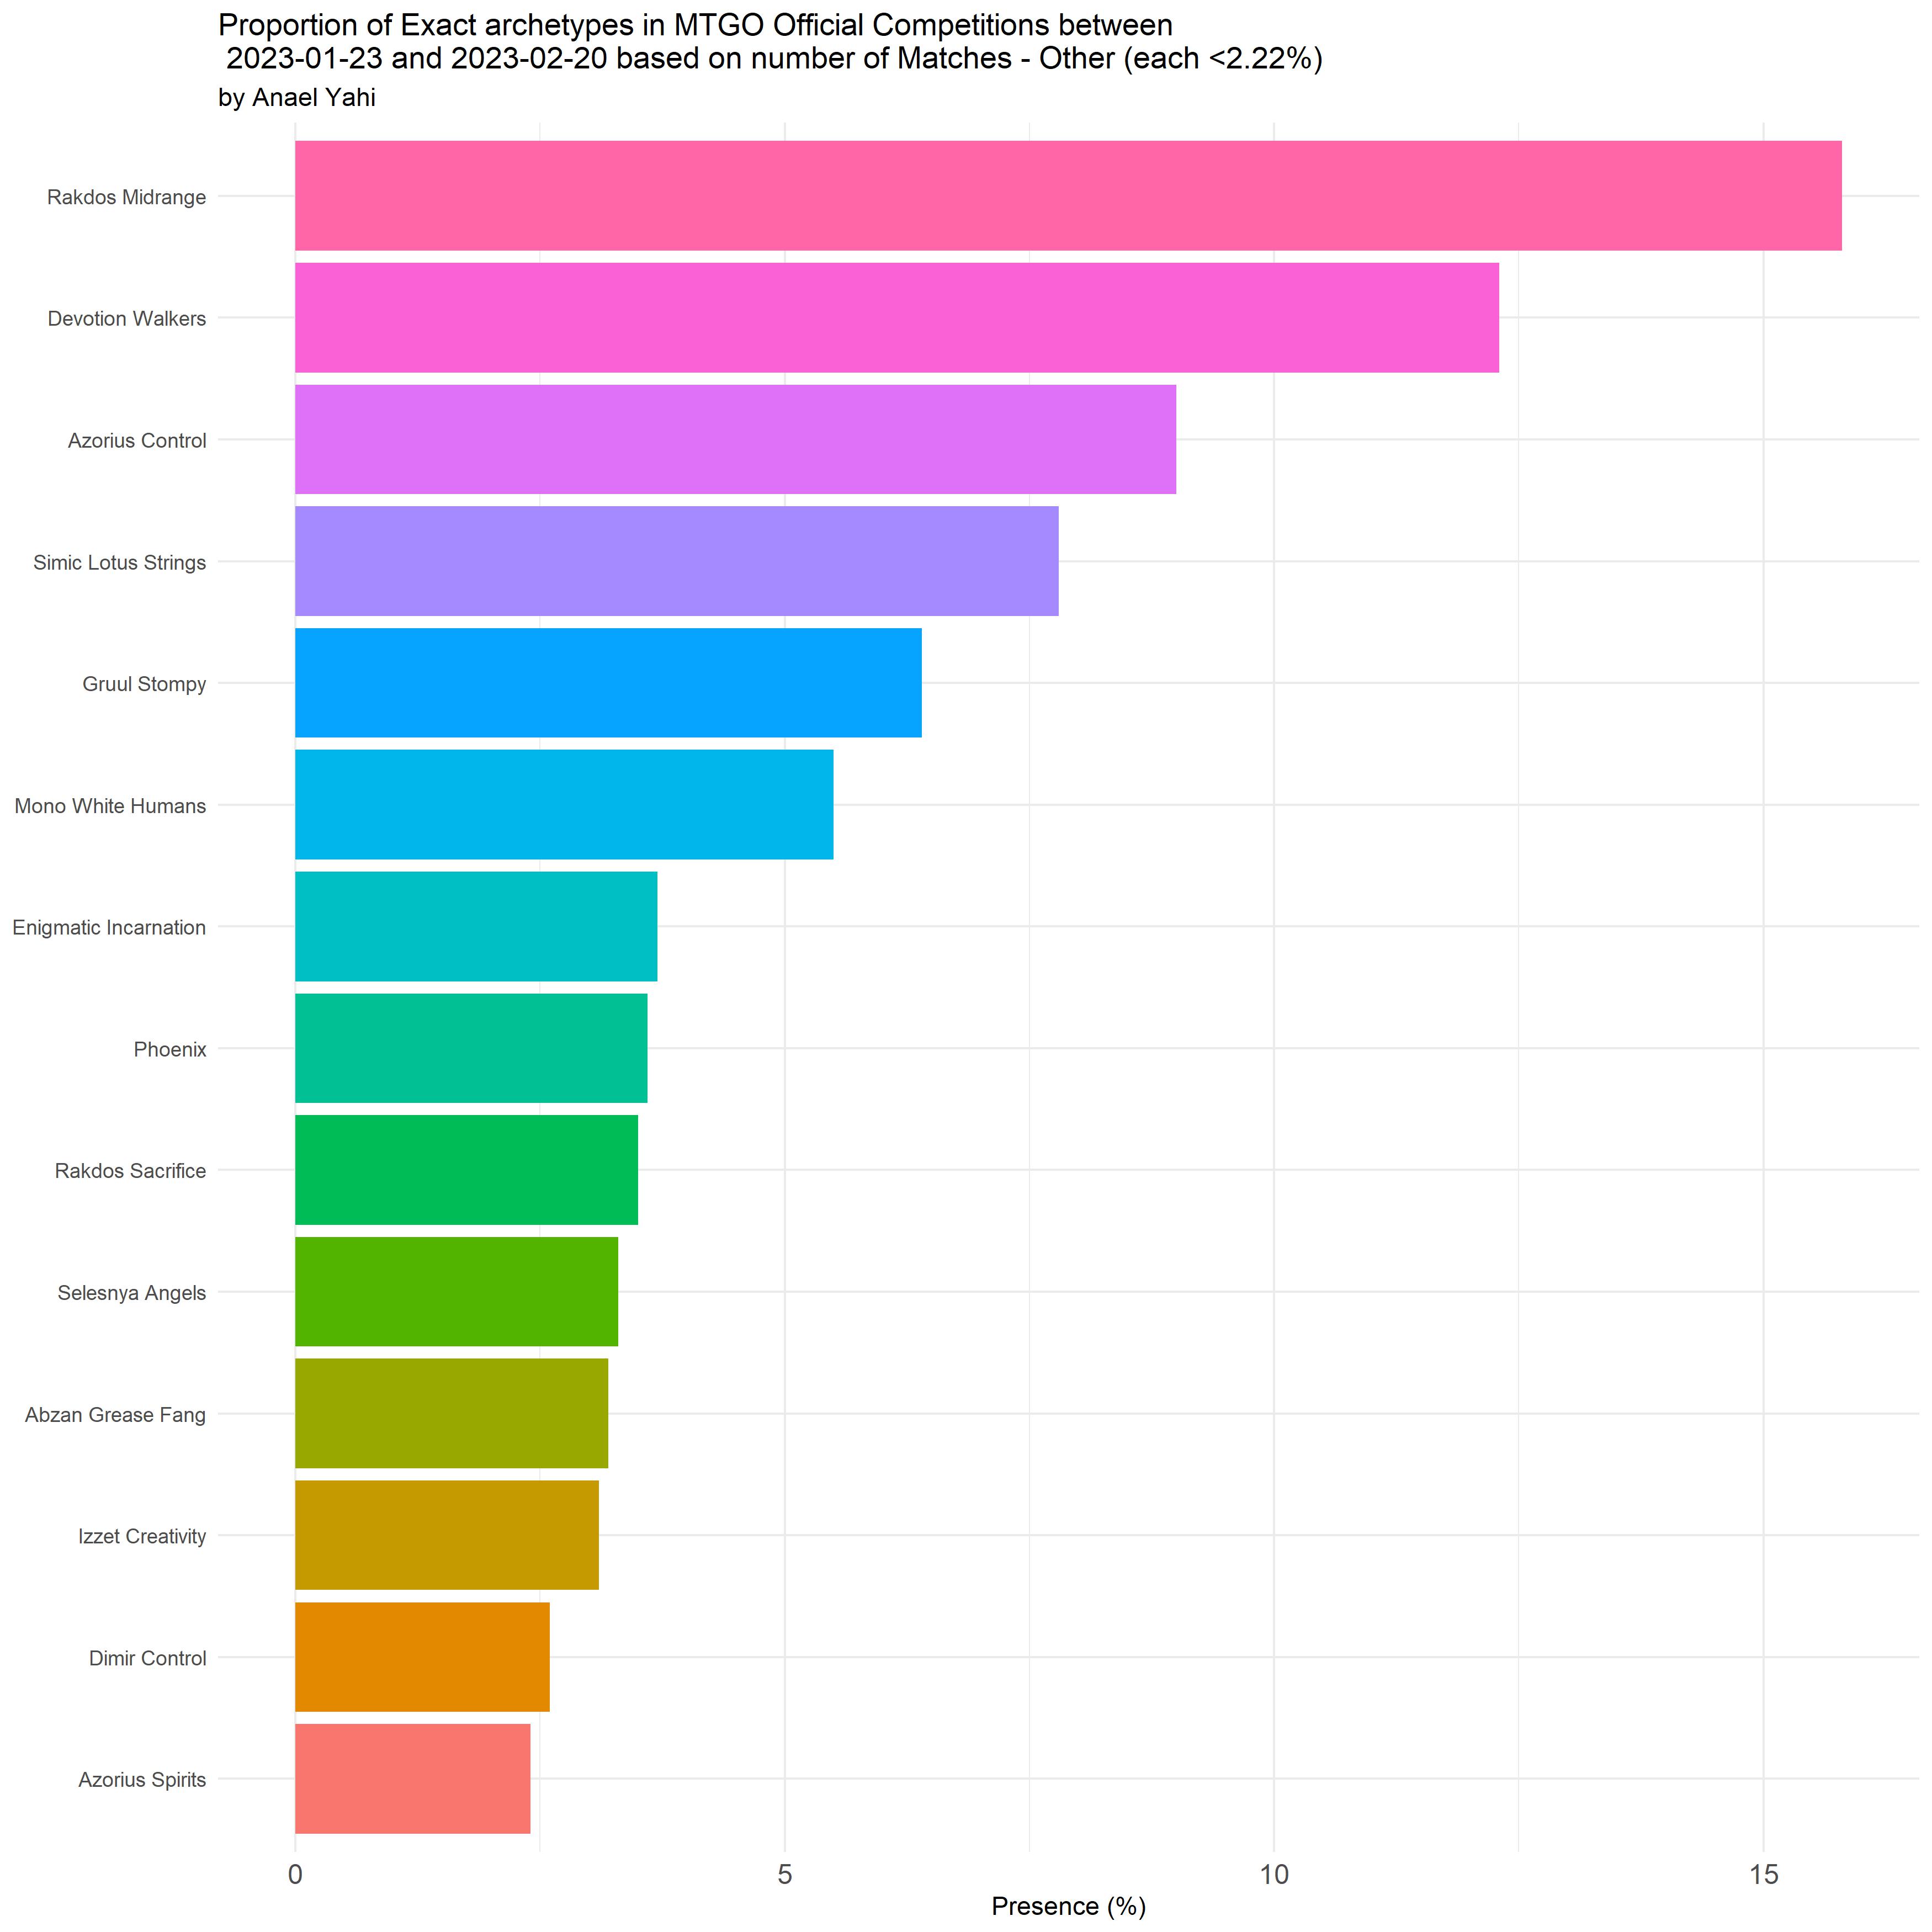 Proportion of Exact archetypes in MTGO Official Competitions between
2023-01-23 and 2023-02-20 based on number of Matches - Other (each <2.22%)
by Anael Yahi
Rakdos Midrange
Devotion Walkers
Azorius Control
Simic Lotus Strings
Gruul Stompy
Mono White Humans
Enigmatic Incarnation
Phoenix
Rakdos Sacrifice
Selesnya Angels
Abzan Grease Fang
Izzet Creativity
Dimir Control
Azorius Spirits
0 5 10 15
Presence (%)